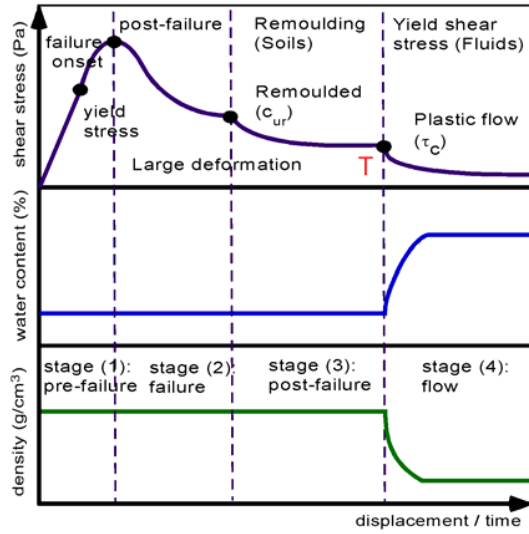 shear stress (Pa)
failure
onset
post-failure
Remoulding
(Soils)
Yield shear
stress (Fluids)
yield
stress
Remoulded
(cur)
Plastic flow
(τC)
Large deformation
T
water content (%)
stage (1):
pre-failure
stage (2):
failure
stage (3):
post-failure
stage (4):
flow
density (g/cm³)
displacement / time